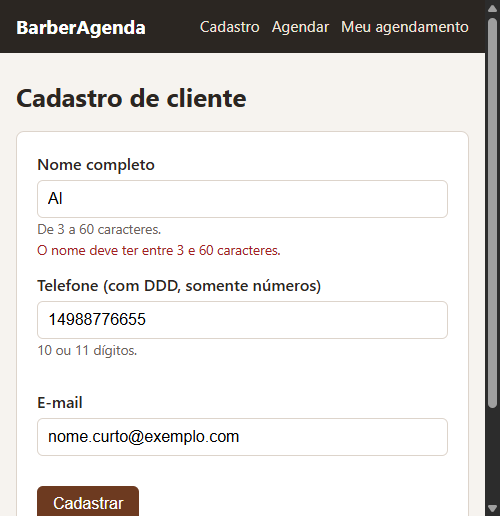 BarberAgenda Cadastro Agendar Meu agendamento
Cadastro de cliente
Nome completo
Al
De 3 a 60 caracteres.
O nome deve ter entre 3 e 60 caracteres.
Telefone (com DDD, somente números)
14988776655
10 ou 11 dígitos.
E-mail
nome.curto@exemplo.com
Cadastrar